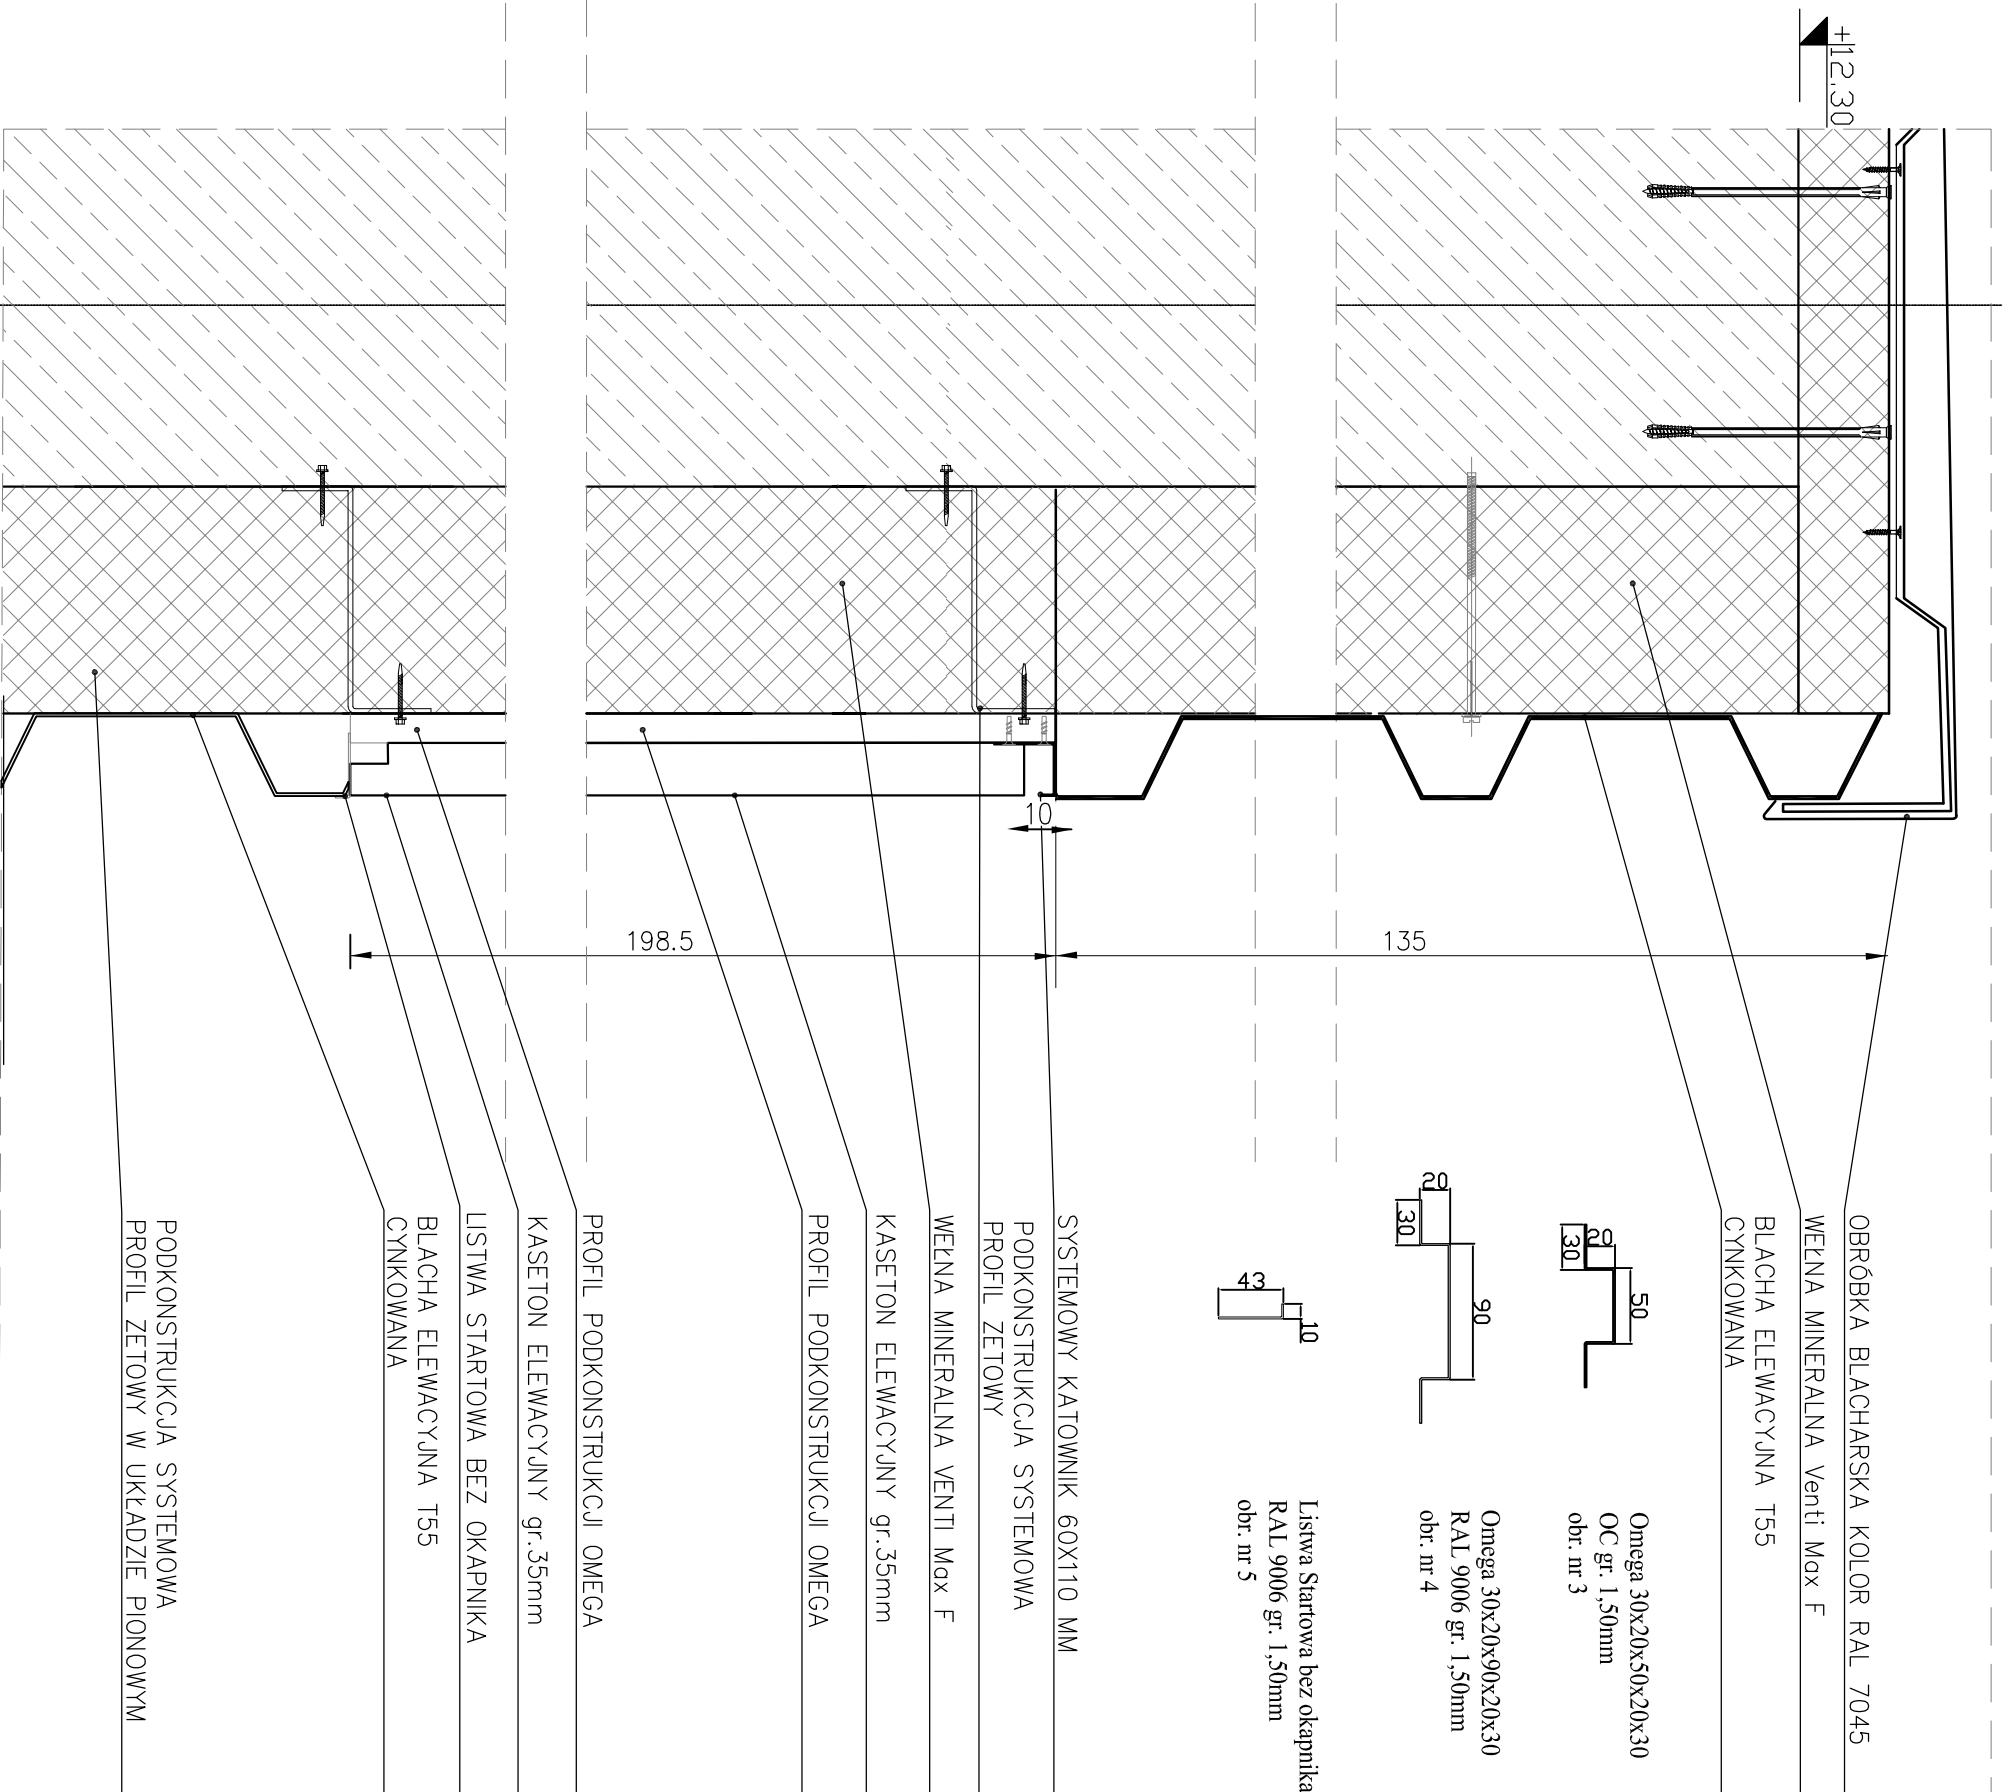 +12.30
OBRÓBKA BLACHARSKA KOLOR RAL 7045
WEŁNA MINERALNA Venti Max F
BLACHA ELEWACYJNA T55
CYNKOWANA
Omega 30x20x50x20x30
OC gr. 1,50mm
obr. nr 3
50
20
30
Omega 30x20x90x20x30
RAL 9006 gr. 1,50mm
obr. nr 4
90
20
30
Listwa Startowa bez okapnika
RAL 9006 gr. 1,50mm
obr. nr 5
10
43
135
198.5
10
SYSTEMOWY KATOWNIK 60X110 MM
PODKONSTRUKCJA SYSTEMOWA
PROFIL ZETOWY
WEŁNA MINERALNA VENTI Max F
KASETON ELEWACYJNY gr.35mm
PROFIL PODKONSTRUKCJI OMEGA
PROFIL PODKONSTRUKCJI OMEGA
KASETON ELEWACYJNY gr.35mm
LISTWA STARTOWA BEZ OKAPNIKA
BLACHA ELEWACYJNA T55
CYNKOWANA
PODKONSTRUKCJA SYSTEMOWA
PROFIL ZETOWY W UKŁADZIE PIONOWYM